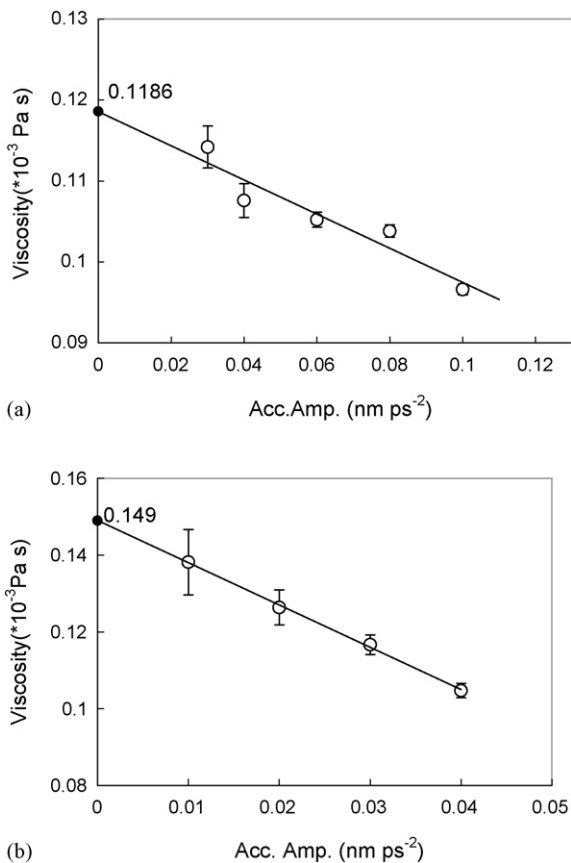 0.13
0.12
0.11
0.1
0.09
0.1186
Viscosity(*10⁻³ Pa s)
0 0.02 0.04 0.06 0.08 0.1 0.12
Acc.Amp. (nm ps⁻²)
(a)
0.16
0.14
0.12
0.1
0.08
0.149
Viscosity(*10⁻³Pa s)
0 0.01 0.02 0.03 0.04 0.05
Acc. Amp. (nm ps⁻²)
(b)